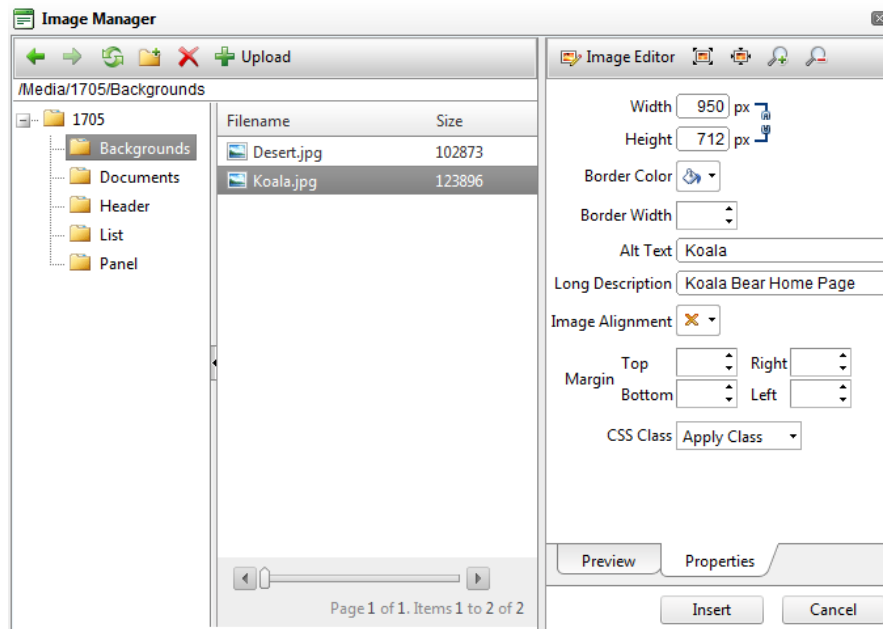 Image Manager
Upload
/Media/1705/Backgrounds
1705
Backgrounds
Documents
Header
List
Panel
Filename Size
Desert.jpg 102873
Koala.jpg 123896
Page 1 of 1. Items 1 to 2 of 2
Image Editor
Width 950 px
Height 712 px
Border Color
Border Width
Alt Text Koala
Long Description Koala Bear Home Page
Image Alignment
Margin
Top Right
Bottom Left
CSS Class Apply Class
Preview Properties
Insert Cancel